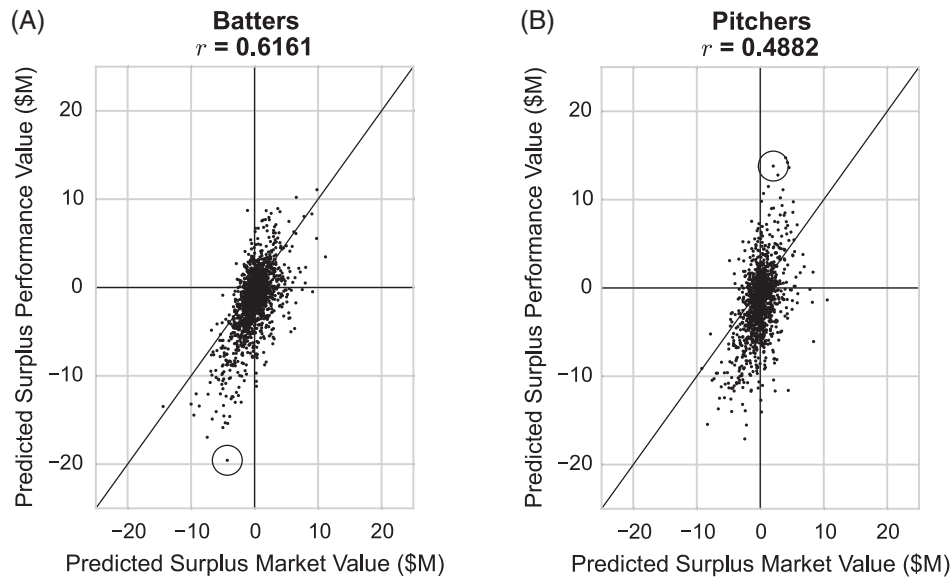 (A)
Batters
r = 0.6161
Predicted Surplus Performance Value ($M)
20
10
0
−10
−20
−20
−10
0
10
20
Predicted Surplus Market Value ($M)
(B)
Pitchers
r = 0.4882
Predicted Surplus Performance Value ($M)
20
10
0
−10
−20
−20
−10
0
10
20
Predicted Surplus Market Value ($M)